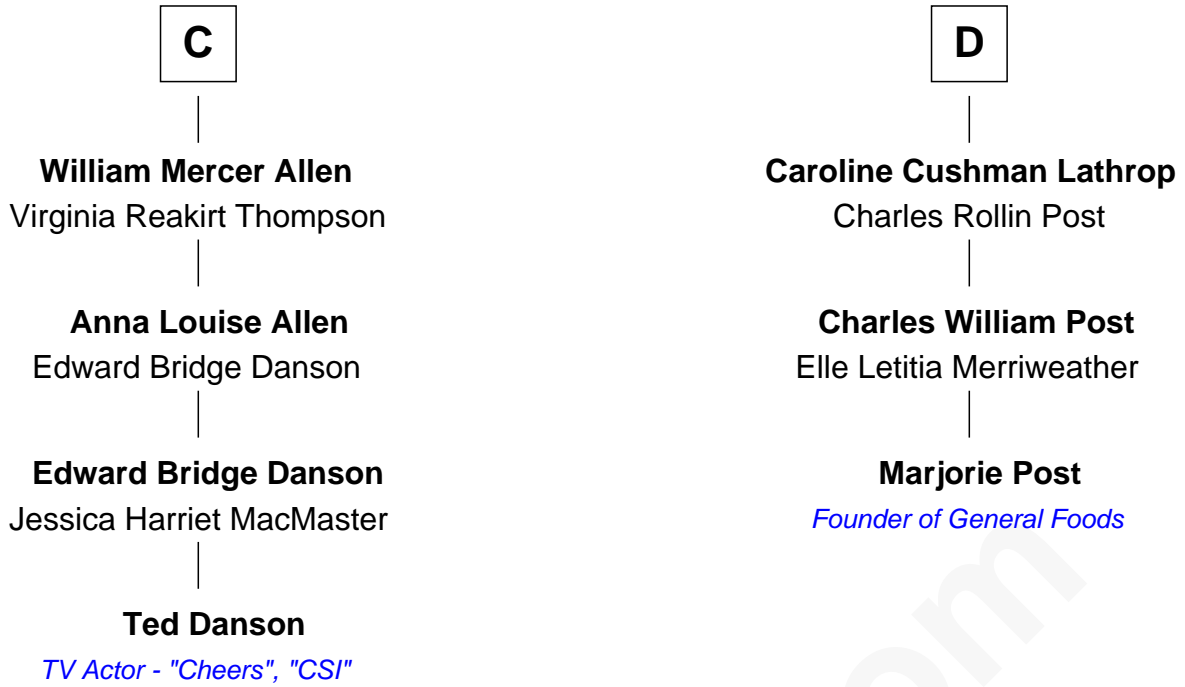 C
William Mercer Allen
Virginia Reakirt Thompson
Anna Louise Allen
Edward Bridge Danson
Edward Bridge Danson
Jessica Harriet MacMaster
Ted Danson
TV Actor - "Cheers", "CSI"
D
Caroline Cushman Lathrop
Charles Rollin Post
Charles William Post
Elle Letitia Merriweather
Marjorie Post
Founder of General Foods
om